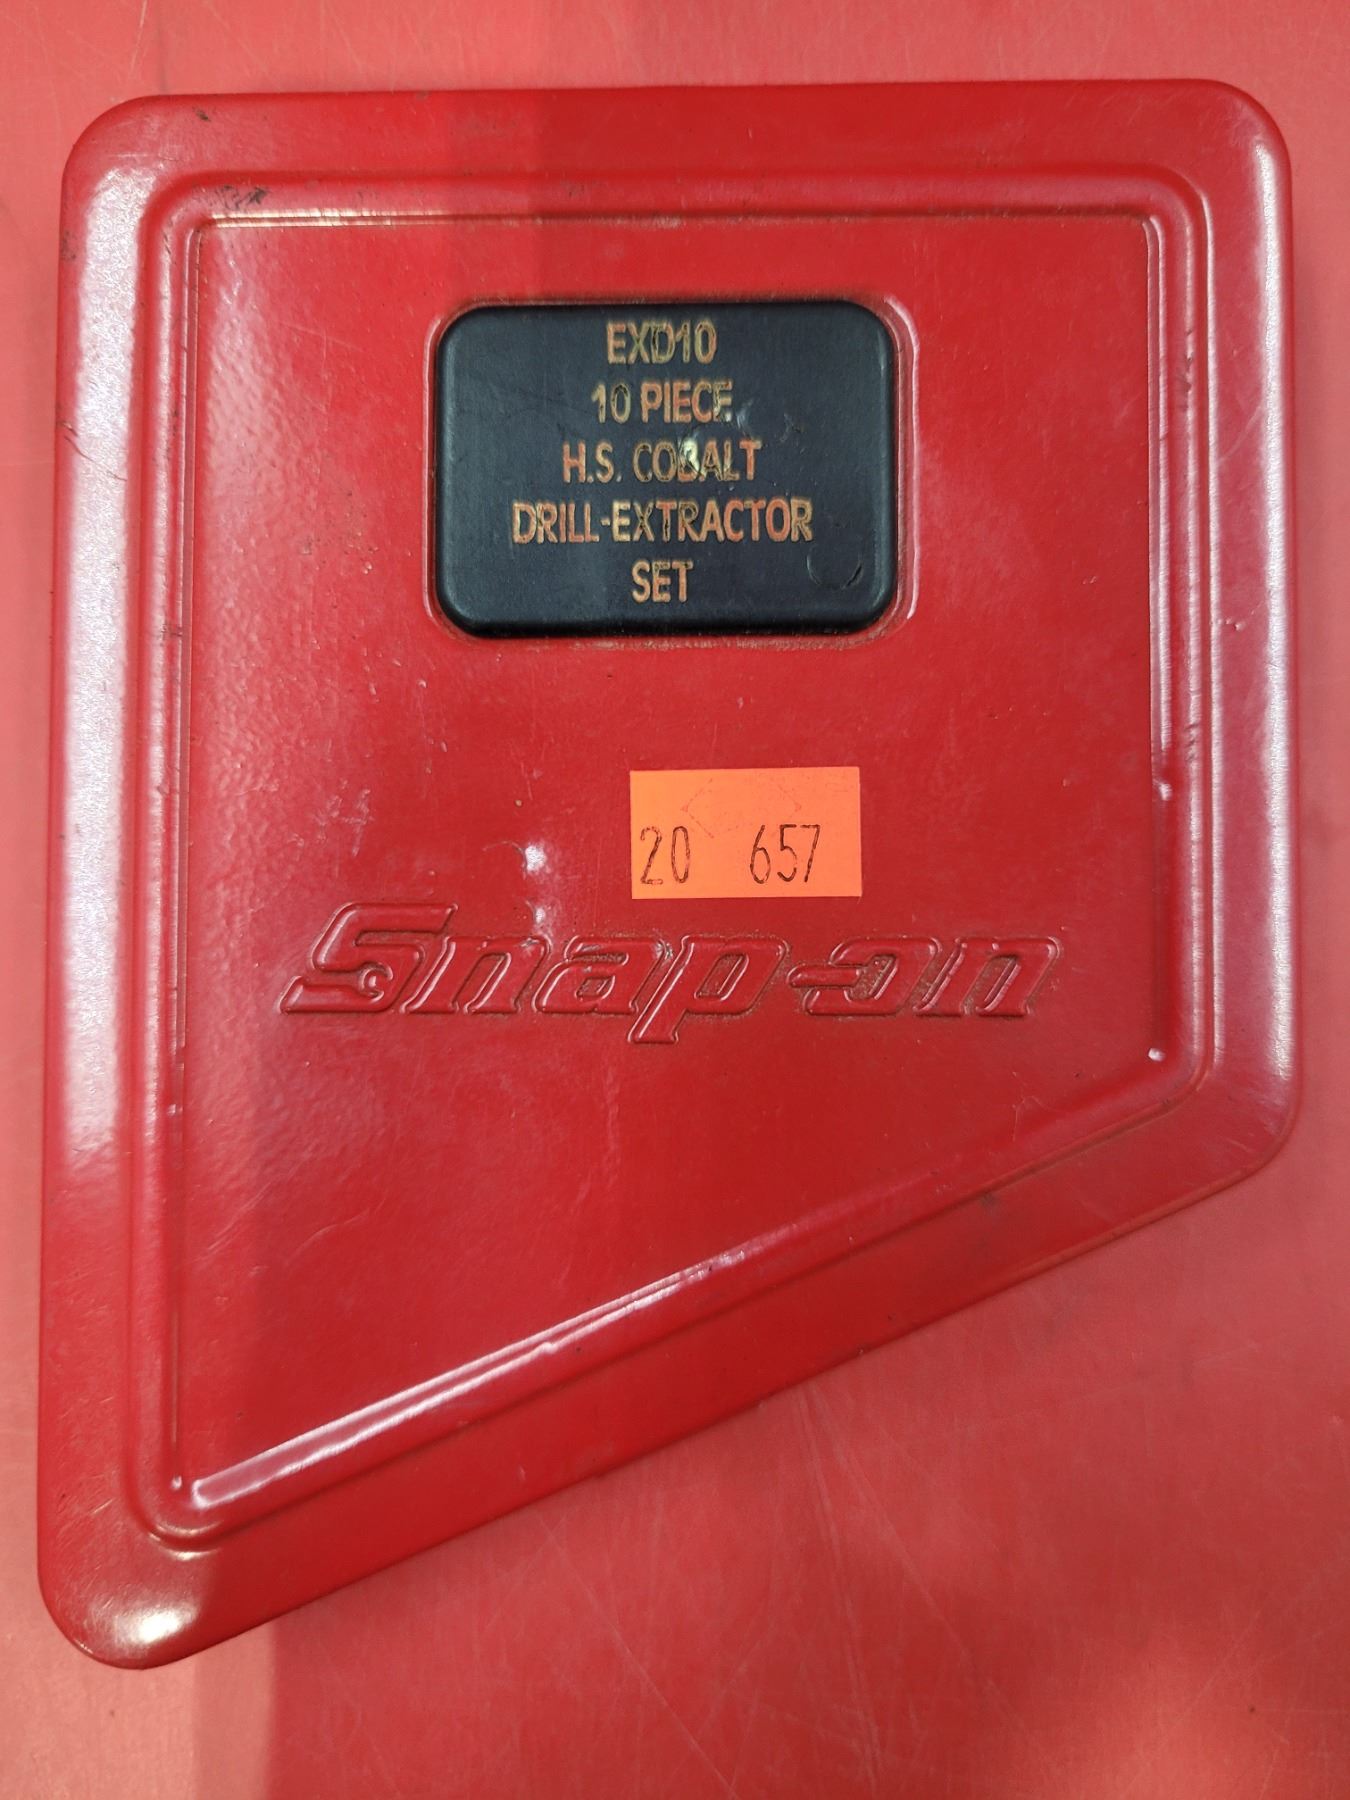 EXD10
10 PIECE
H.S. COBALT
DRILL-EXTRACTOR
SET
20 657
Snap-on